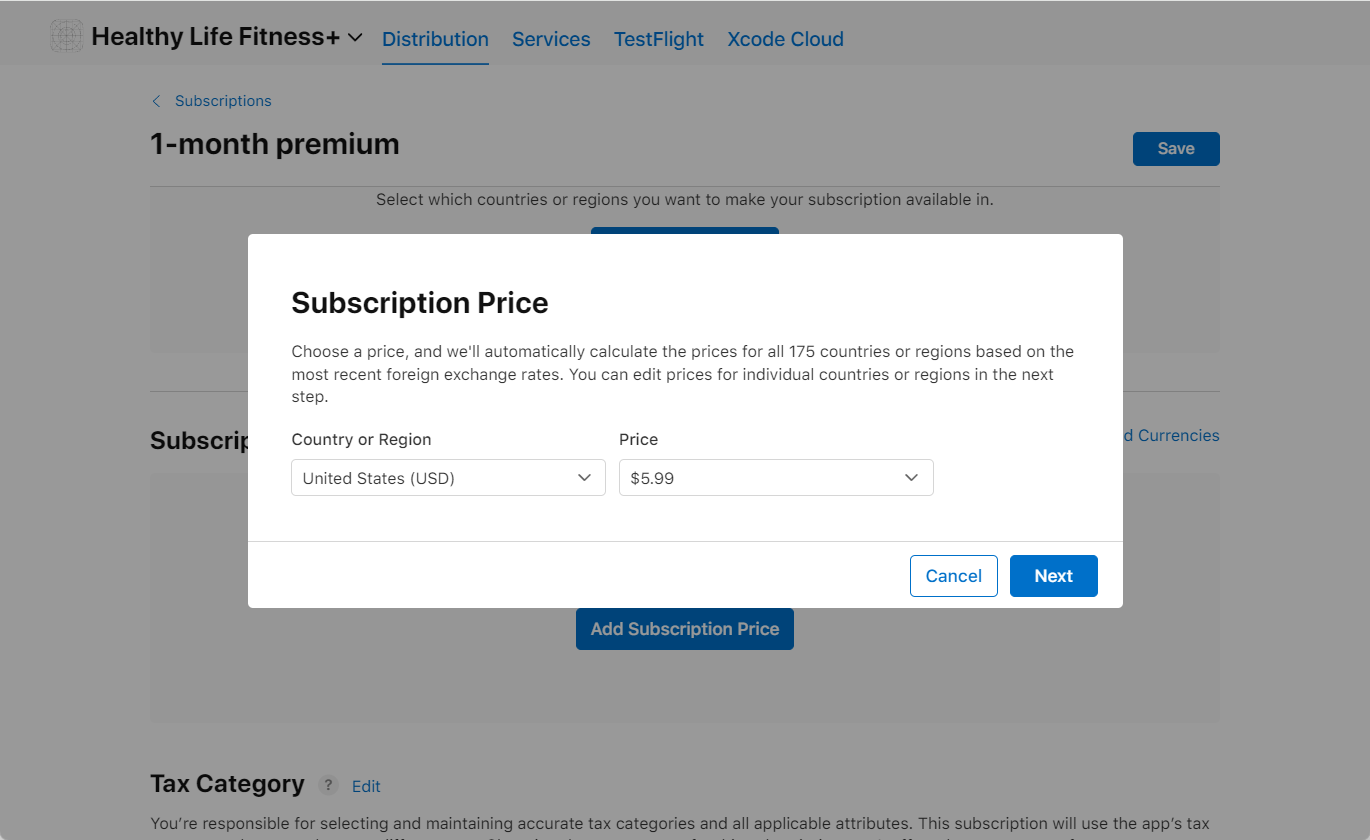 Healthy Life Fitness+
Distribution
Services
TestFlight
Xcode Cloud
Subscriptions
1-month premium
Save
Select which countries or regions you want to make your subscription available in.
Subscription Price
Choose a price, and we'll automatically calculate the prices for all 175 countries or regions based on the
most recent foreign exchange rates. You can edit prices for individual countries or regions in the next
step.
Country or Region
Price
United States (USD)
$5.99
Cancel
Next
Currencies
Add Subscription Price
Tax Category
?
Edit
You're responsible for selecting and maintaining accurate tax categories and all applicable attributes. This subscription will use the app's tax